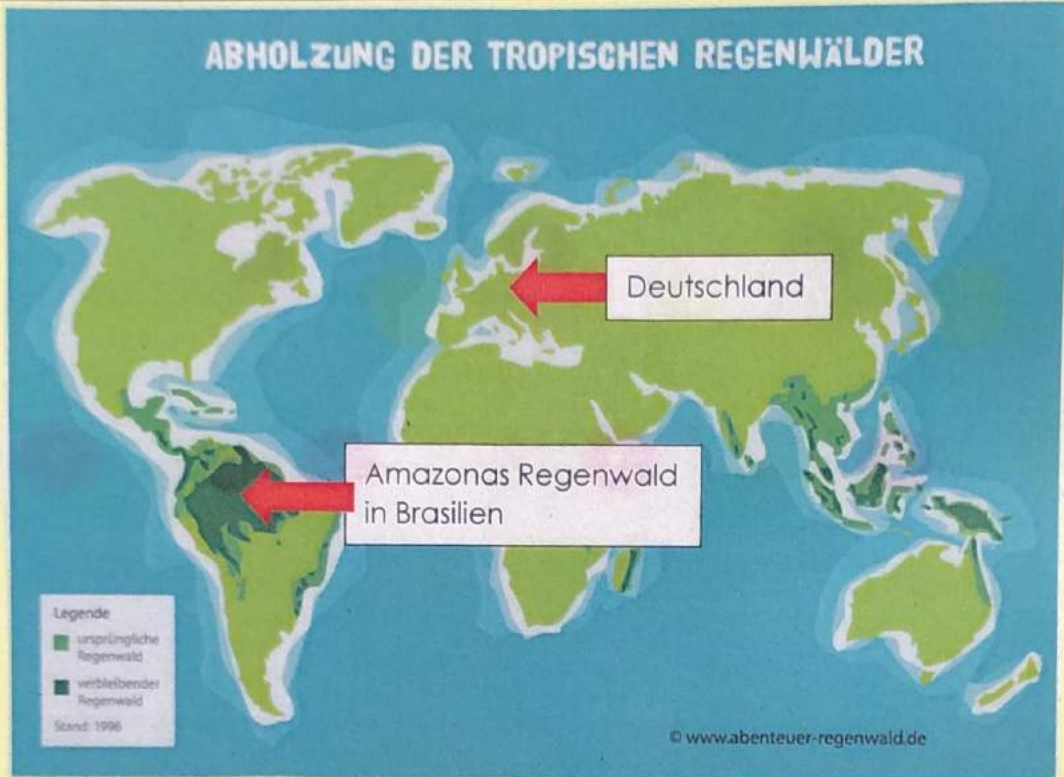 ABHOLZUNG DER TROPISCHEN REGENWÄLDER
Deutschland
Amazonas Regenwald
in Brasilien
Legende
ursprüngliche
Regenwald
verbleibender
Regenwald
Stand: 1996
© www.abenteuer-regenwald.de